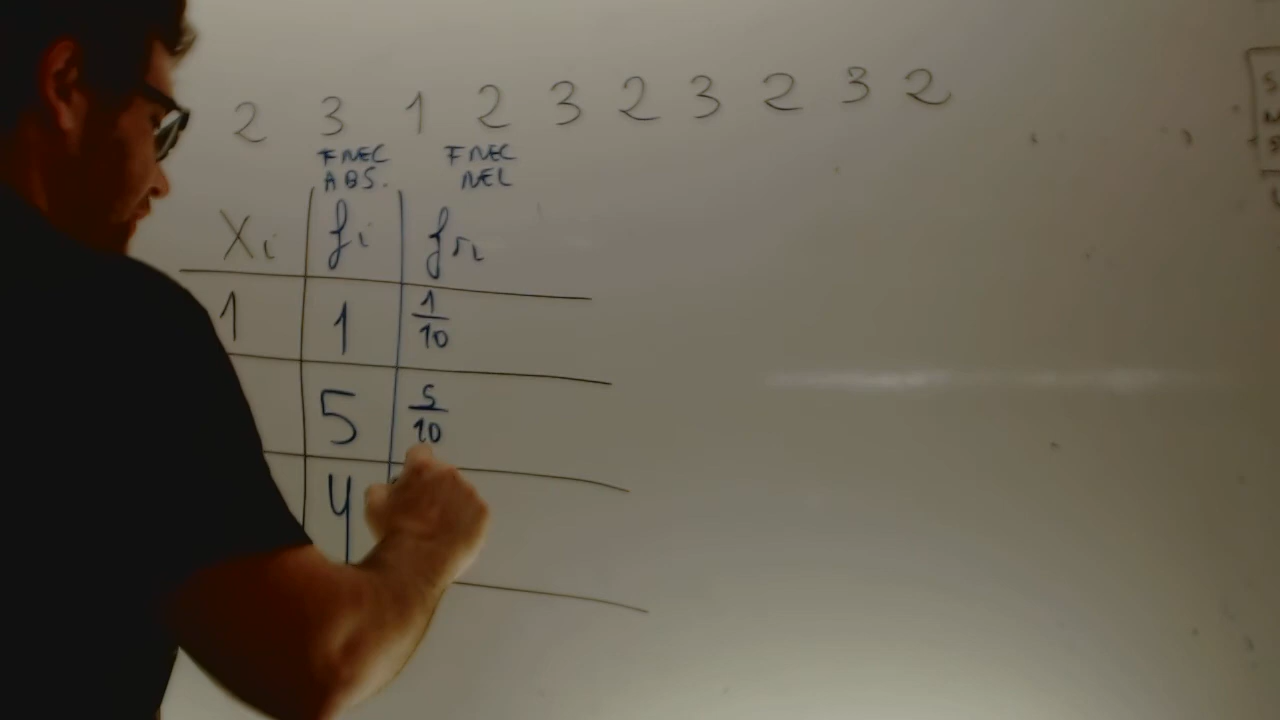 2 3 1 2 3 2 3 2 3 2
FREC FREC
ABS. REL
Xi fi fr
1 1 1/10
5 5/10
4